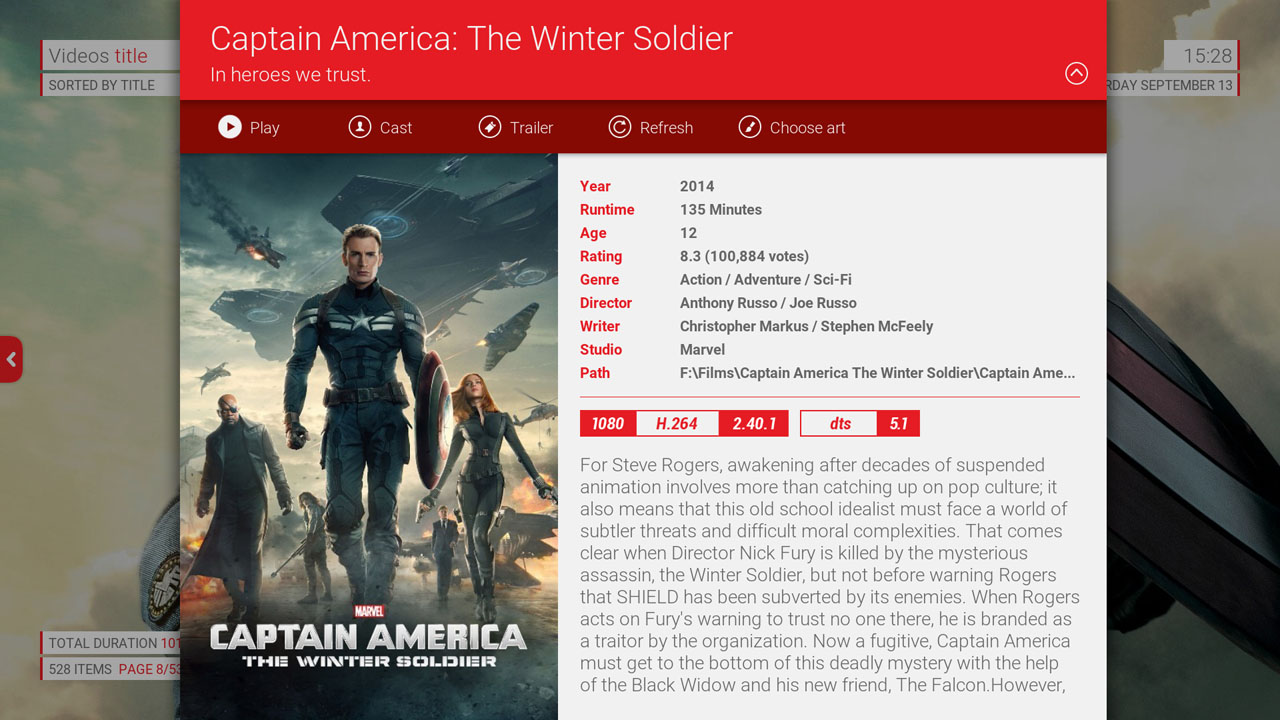 Captain America: The Winter Soldier
In heroes we trust.
Videos title
SORTED BY TITLE
15:28
RDAY SEPTEMBER 13
Play
Cast
Trailer
Refresh
Choose art
Year 2014
Runtime 135 Minutes
Age 12
Rating 8.3 (100,884 votes)
Genre Action / Adventure / Sci-Fi
Director Anthony Russo / Joe Russo
Writer Christopher Markus / Stephen McFeely
Studio Marvel
Path F:\Films\Captain America The Winter Soldier\Captain Ame...
1080 H.264 2.40.1 dts 5.1
For Steve Rogers, awakening after decades of suspended
animation involves more than catching up on pop culture; it
also means that this old school idealist must face a world of
subtler threats and difficult moral complexities. That comes
clear when Director Nick Fury is killed by the mysterious
assassin, the Winter Soldier, but not before warning Rogers
that SHIELD has been subverted by its enemies. When Rogers
acts on Fury's warning to trust no one there, he is branded as
a traitor by the organization. Now a fugitive, Captain America
must get to the bottom of this deadly mystery with the help
of the Black Widow and his new friend, The Falcon.However,
MARVEL
CAPTAIN AMERICA
THE WINTER SOLDIER
TOTAL DURATION 101
528 ITEMS PAGE 8/53